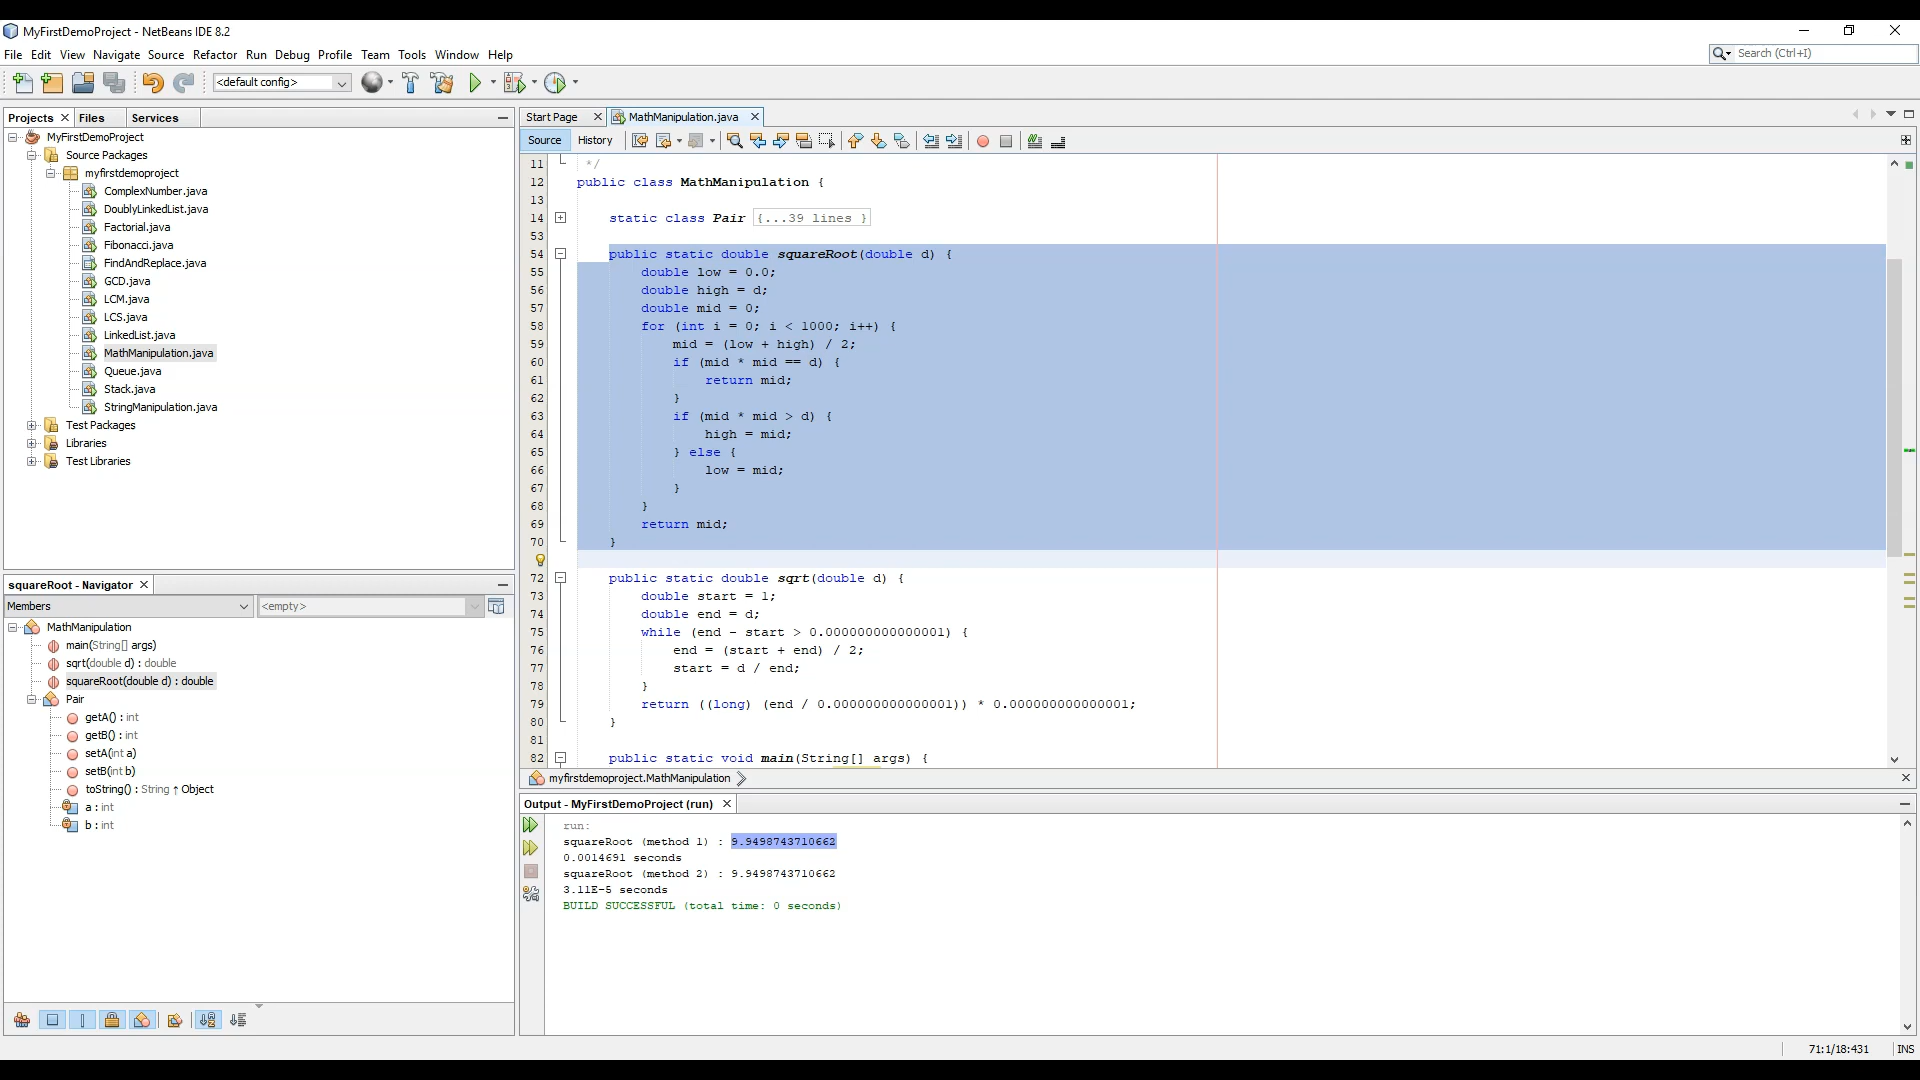 MyFirstDemoProject - NetBeans IDE 8.2
File Edit View Navigate Source Refactor Run Debug Profile Team Tools Window Help
Search (Ctrl+I)
<default config>
Projects Files Services
MyFirstDemoProject
Source Packages
myfirstdemoproject
ComplexNumber.java
DoublyLinkedList.java
Factorial.java
Fibonacci.java
FindAndReplace.java
GCD.java
LCM.java
LCS.java
LinkedList.java
MathManipulation.java
Queue.java
Stack.java
StringManipulation.java
Test Packages
Libraries
Test Libraries
squareRoot - Navigator
Members <empty>
MathManipulation
main(String[] args)
sqrt(double d) : double
squareRoot(double d) : double
Pair
getA() : int
getB() : int
setA(int a)
setB(int b)
toString() : String ↑ Object
a : int
b : int
Start Page MathManipulation.java
Source History
11 */
12 public class MathManipulation {
13
14 static class Pair {...39 lines }
53
54 public static double squareRoot(double d) {
55 double low = 0.0;
56 double high = d;
57 double mid = 0;
58 for (int i = 0; i < 1000; i++) {
59 mid = (low + high) / 2;
60 if (mid * mid == d) {
61 return mid;
62 }
63 if (mid * mid > d) {
64 high = mid;
65 } else {
66 low = mid;
67 }
68 }
69 return mid;
70 }
72 public static double sqrt(double d) {
73 double start = 1;
74 double end = d;
75 while (end - start > 0.000000000000001) {
76 end = (start + end) / 2;
77 start = d / end;
78 }
79 return ((long) (end / 0.000000000000001)) * 0.000000000000001;
80 }
81
82 public static void main(String[] args) {
myfirstdemoproject.MathManipulation
Output - MyFirstDemoProject (run)
run:
squareRoot (method 1) : 9.9498743710662
0.0014691 seconds
squareRoot (method 2) : 9.9498743710662
3.11E-5 seconds
BUILD SUCCESSFUL (total time: 0 seconds)
71:1/18:431 INS